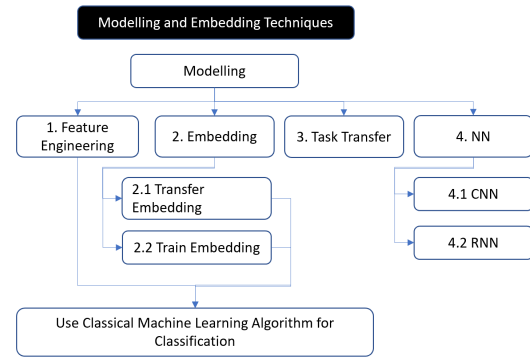 Modelling and Embedding Techniques
Modelling
1. Feature
Engineering
2. Embedding
3. Task Transfer
4. NN
2.1 Transfer
Embedding
2.2 Train Embedding
4.1 CNN
4.2 RNN
Use Classical Machine Learning Algorithm for
Classification